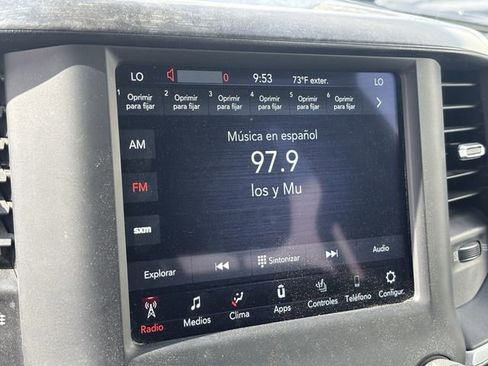 LO 0 9:53 73°F exter. LO
1 Oprimir para fijar 2 Oprimir para fijar 3 Oprimir para fijar 4 Oprimir para fijar 5 Oprimir para fijar 6 Oprimir para fijar
AM
Música en español
97.9
FM
los y Mu
sxm
Explorar Sintonizar Audio
Radio Medios Clima Apps Controles Teléfono Configur.